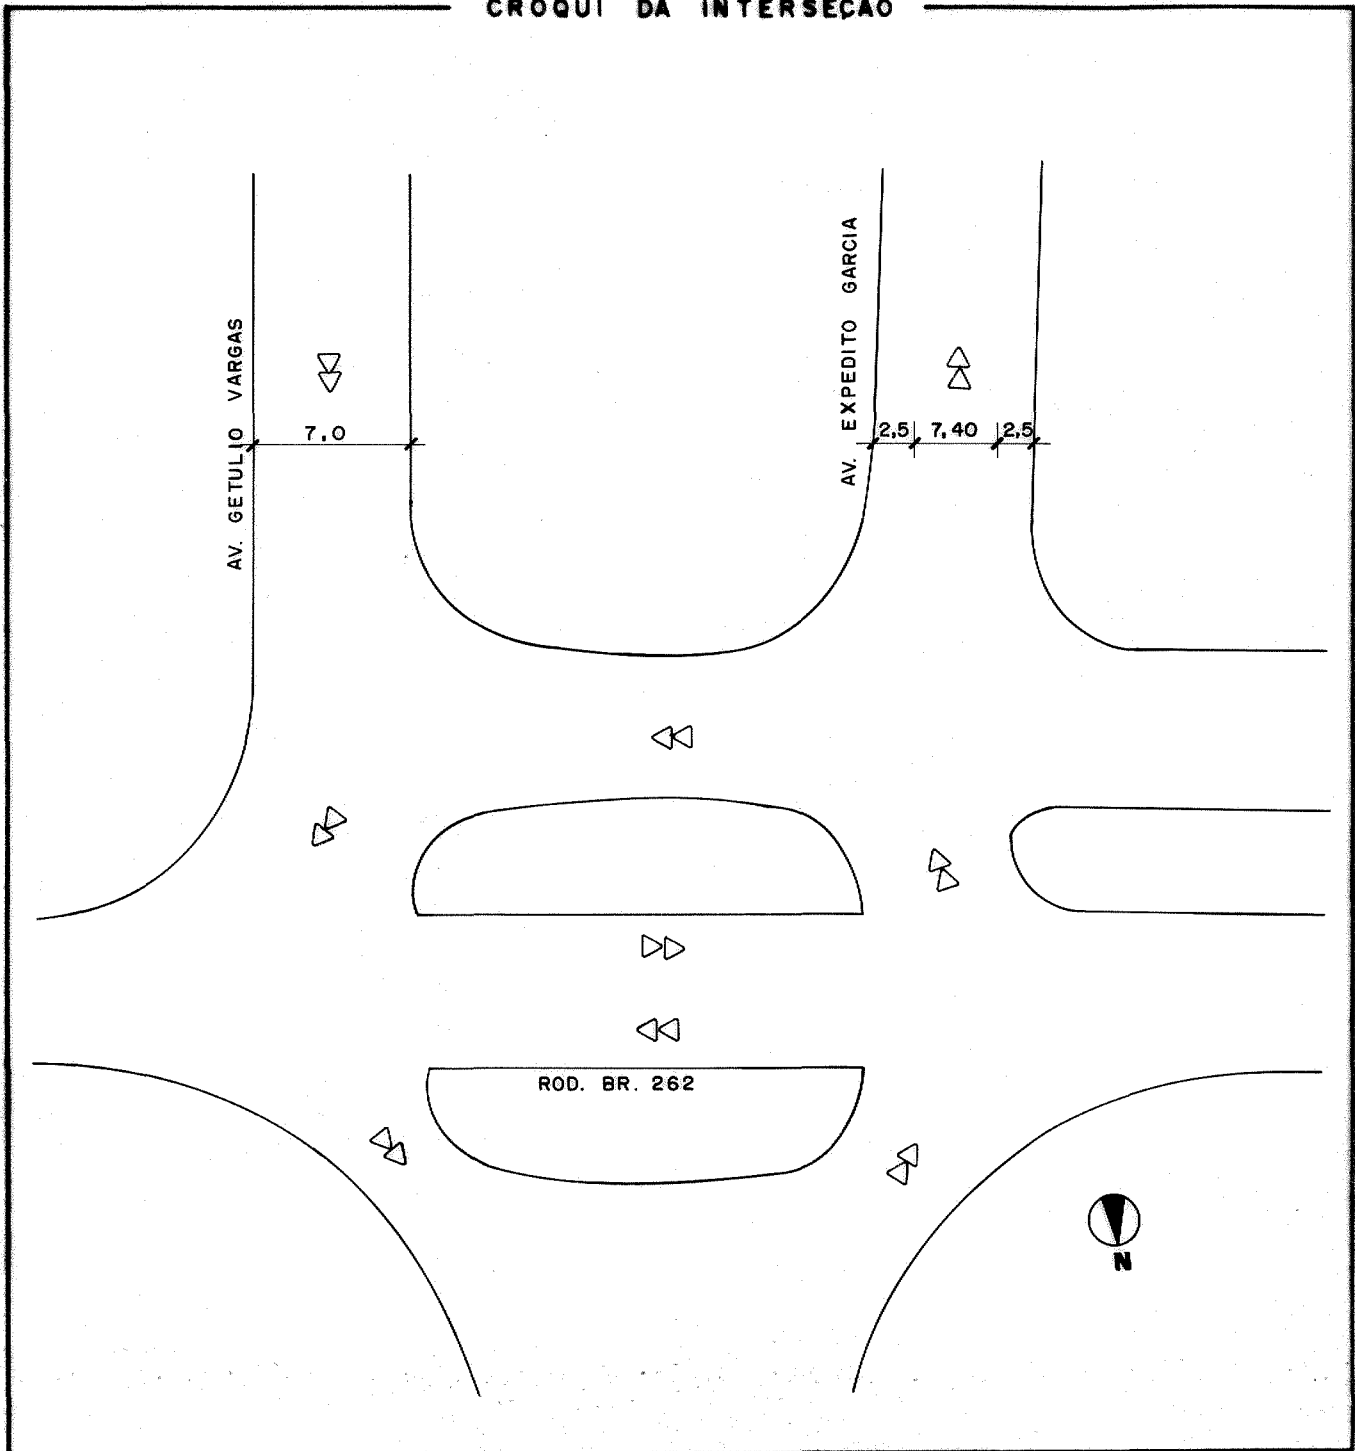 CROQUI DA INTERSEÇÃO
AV. GETULIO VARGAS
7,0
AV. EXPEDITO GARCIA
2,5
7,40
2,5
ROD. BR. 262
N